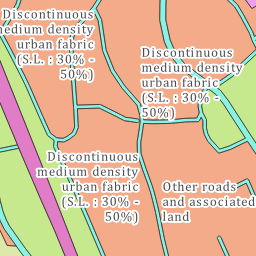 Discontinuous
medium density
urban fabric
(S.L. : 30% -
50%)
Discontinuous
medium density
urban fabric
(S.L. : 30% -
50%)
Discontinuous
medium density
urban fabric
(S.L. : 30% -
50%)
Other roads
and associated
land